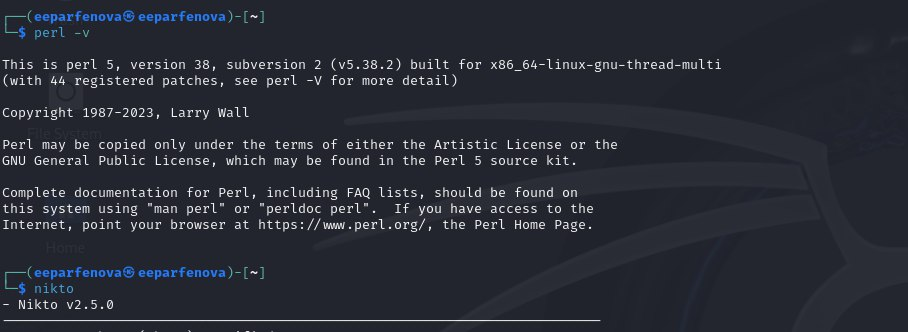 ┌──(eeparfenova㉿eeparfenova)-[~]
└─$ perl -v
This is perl 5, version 38, subversion 2 (v5.38.2) built for x86_64-linux-gnu-thread-multi
(with 44 registered patches, see perl -V for more detail)
Copyright 1987-2023, Larry Wall
File System
Perl may be copied only under the terms of either the Artistic License or the
GNU General Public License, which may be found in the Perl 5 source kit.
Complete documentation for Perl, including FAQ lists, should be found on
this system using "man perl" or "perldoc perl".  If you have access to the
Internet, point your browser at https://www.perl.org/, the Perl Home Page.
Home
┌──(eeparfenova㉿eeparfenova)-[~]
└─$ nikto
- Nikto v2.5.0
---------------------------------------------------------------------------